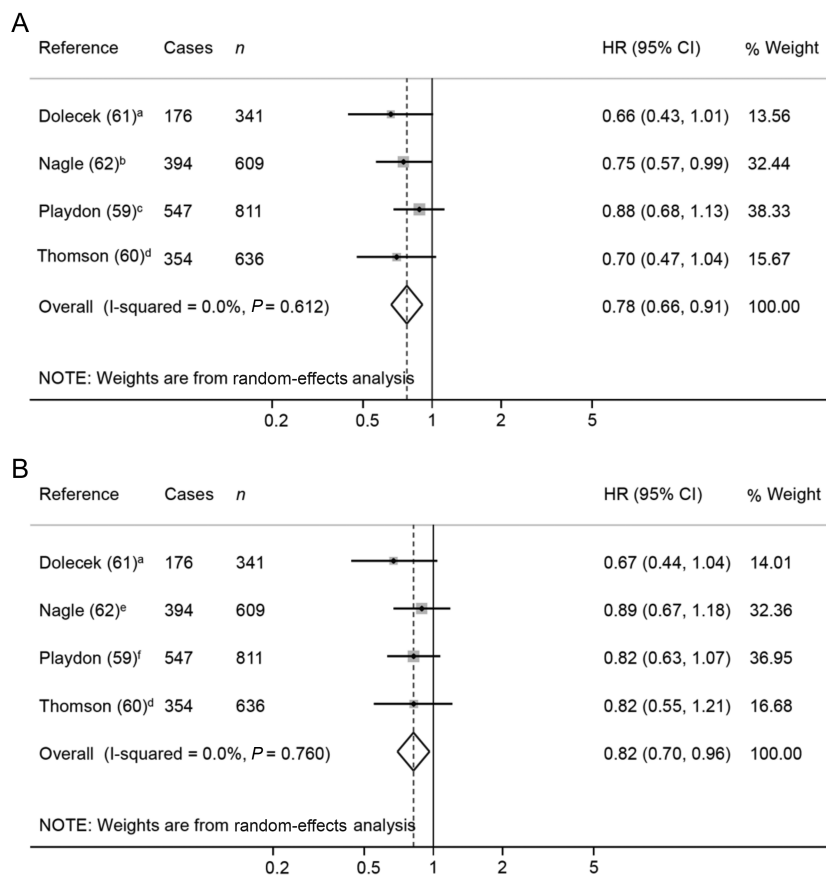 A
Reference Cases n HR (95% CI) % Weight
Dolecek (61)ᵃ 176 341 0.66 (0.43, 1.01) 13.56
Nagle (62)ᵇ 394 609 0.75 (0.57, 0.99) 32.44
Playdon (59)ᶜ 547 811 0.88 (0.68, 1.13) 38.33
Thomson (60)ᵈ 354 636 0.70 (0.47, 1.04) 15.67
Overall (I-squared = 0.0%, P = 0.612) 0.78 (0.66, 0.91) 100.00
NOTE: Weights are from random-effects analysis
0.2 0.5 1 2 5
B
Reference Cases n HR (95% CI) % Weight
Dolecek (61)ᵃ 176 341 0.67 (0.44, 1.04) 14.01
Nagle (62)ᵉ 394 609 0.89 (0.67, 1.18) 32.36
Playdon (59)ᶠ 547 811 0.82 (0.63, 1.07) 36.95
Thomson (60)ᵈ 354 636 0.82 (0.55, 1.21) 16.68
Overall (I-squared = 0.0%, P = 0.760) 0.82 (0.70, 0.96) 100.00
NOTE: Weights are from random-effects analysis
0.2 0.5 1 2 5